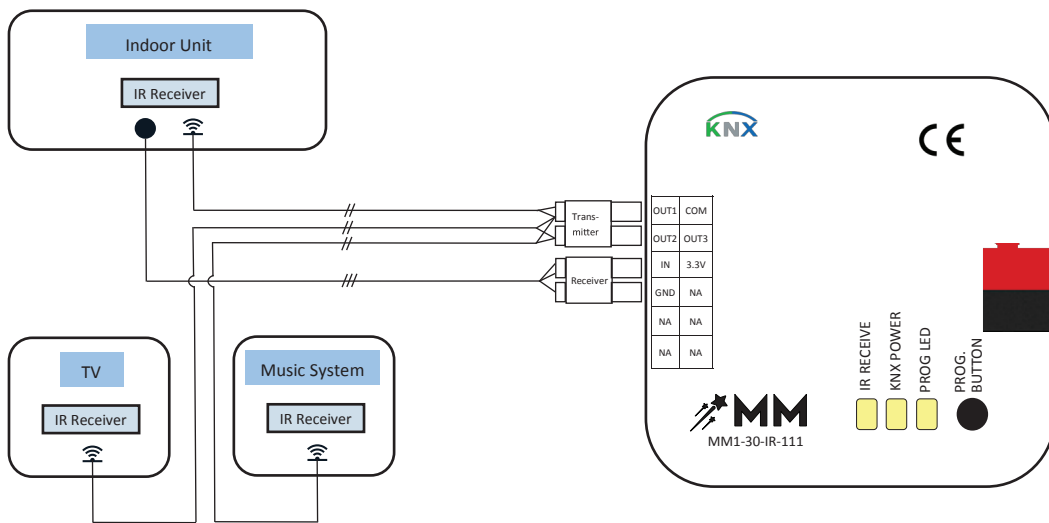 Indoor Unit
IR Receiver
TV
IR Receiver
Music System
IR Receiver
Trans-
mitter
Receiver
KNX
CE
OUT1 COM
OUT2 OUT3
IN 3.3V
GND NA
NA NA
NA NA
IR RECEIVE
KNX POWER
PROG LED
PROG.
BUTTON
MM
MM1-30-IR-111